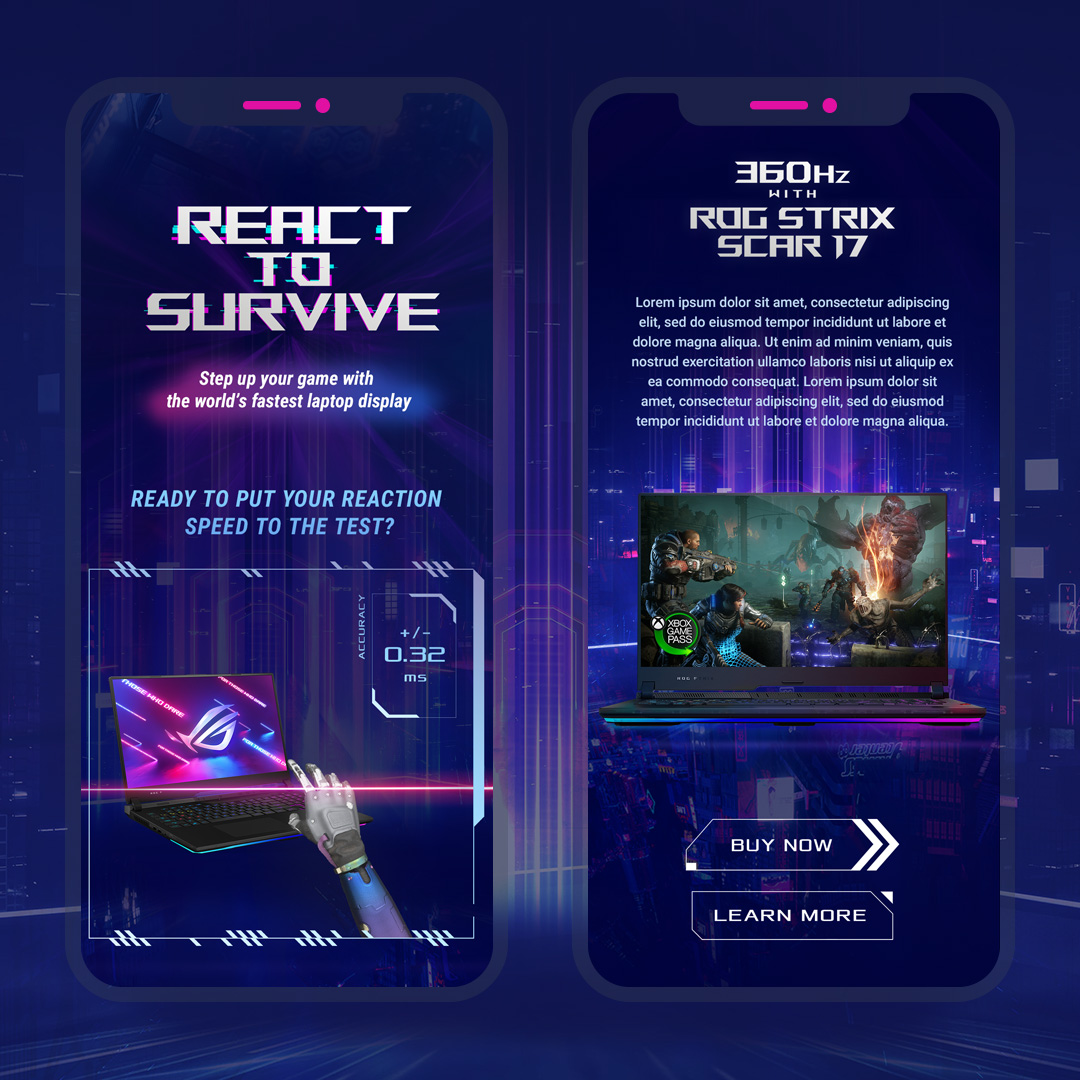 REACT
TO
SURVIVE
Step up your game with
the world's fastest laptop display
READY TO PUT YOUR REACTION
SPEED TO THE TEST?
ACCURACY
+/-
0.32
ms
THOSE WHO DARE
FOR THOSE WHO DARE
360Hz
WITH
ROG STRIX
SCAR 17
Lorem ipsum dolor sit amet, consectetur adipiscing
elit, sed do eiusmod tempor incididunt ut labore et
dolore magna aliqua. Ut enim ad minim veniam, quis
nostrud exercitation ullamco laboris nisi ut aliquip ex
ea commodo consequat. Lorem ipsum dolor sit
amet, consectetur adipiscing elit, sed do eiusmod
tempor incididunt ut labore et dolore magna aliqua.
XBOX
GAME
PASS
BUY NOW
LEARN MORE